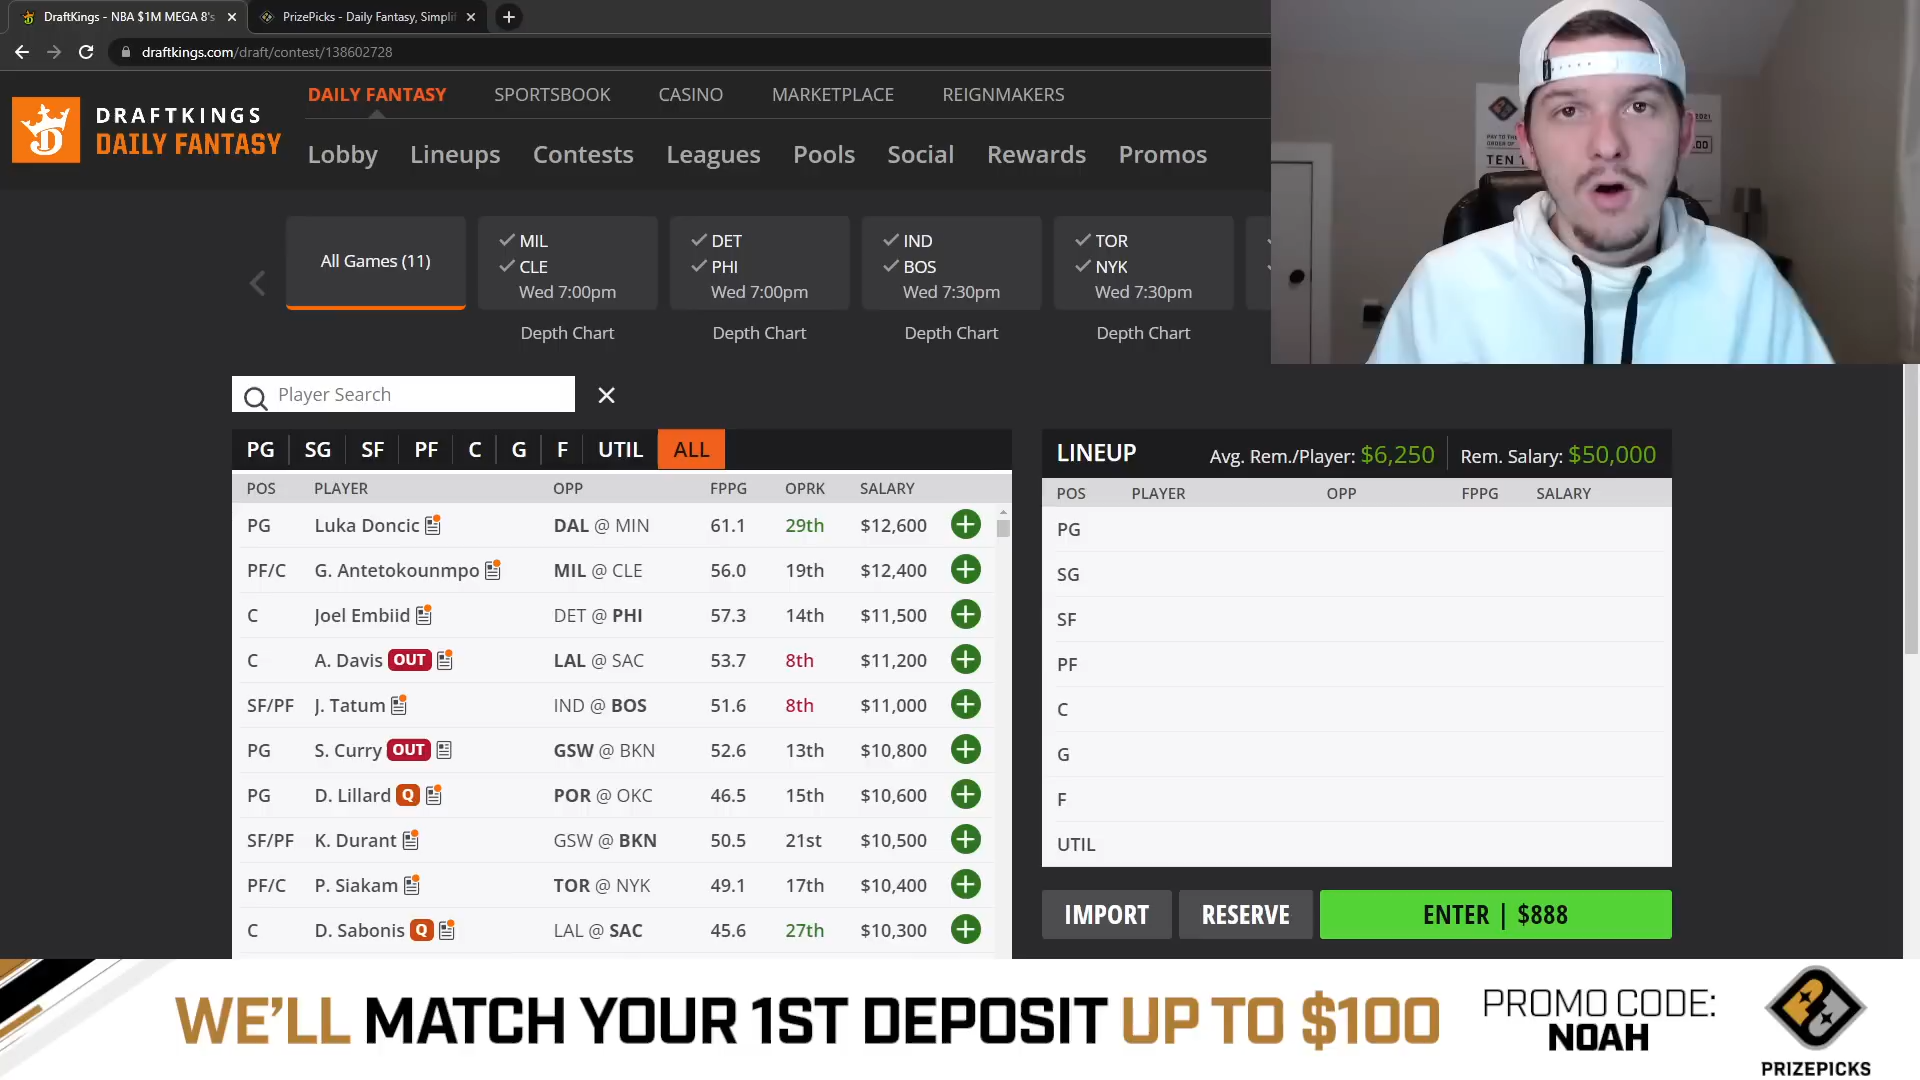 DraftKings - NBA $1M MEGA 8's
PrizePicks - Daily Fantasy, Simplif
draftkings.com/draft/contest/138602728
DRAFTKINGS
DAILY FANTASY
DAILY FANTASY SPORTSBOOK CASINO MARKETPLACE REIGNMAKERS
Lobby Lineups Contests Leagues Pools Social Rewards Promos
All Games (11)
MIL
CLE
Wed 7:00pm
Depth Chart
DET
PHI
Wed 7:00pm
Depth Chart
IND
BOS
Wed 7:30pm
Depth Chart
TOR
NYK
Wed 7:30pm
Depth Chart
PAY TO THE
ORDER OF
TEN
2021
Player Search
PG SG SF PF C G F UTIL ALL
POS PLAYER OPP FPPG OPRK SALARY
PG Luka Doncic DAL @ MIN 61.1 29th $12,600
PF/C G. Antetokounmpo MIL @ CLE 56.0 19th $12,400
C Joel Embiid DET @ PHI 57.3 14th $11,500
C A. Davis OUT LAL @ SAC 53.7 8th $11,200
SF/PF J. Tatum IND @ BOS 51.6 8th $11,000
PG S. Curry OUT GSW @ BKN 52.6 13th $10,800
PG D. Lillard Q POR @ OKC 46.5 15th $10,600
SF/PF K. Durant GSW @ BKN 50.5 21st $10,500
PF/C P. Siakam TOR @ NYK 49.1 17th $10,400
C D. Sabonis Q LAL @ SAC 45.6 27th $10,300
LINEUP Avg. Rem./Player: $6,250 Rem. Salary: $50,000
POS PLAYER OPP FPPG SALARY
PG
SG
SF
PF
C
G
F
UTIL
IMPORT RESERVE ENTER | $888
WE'LL MATCH YOUR 1ST DEPOSIT UP TO $100
PROMO CODE:
NOAH
PRIZEPICKS